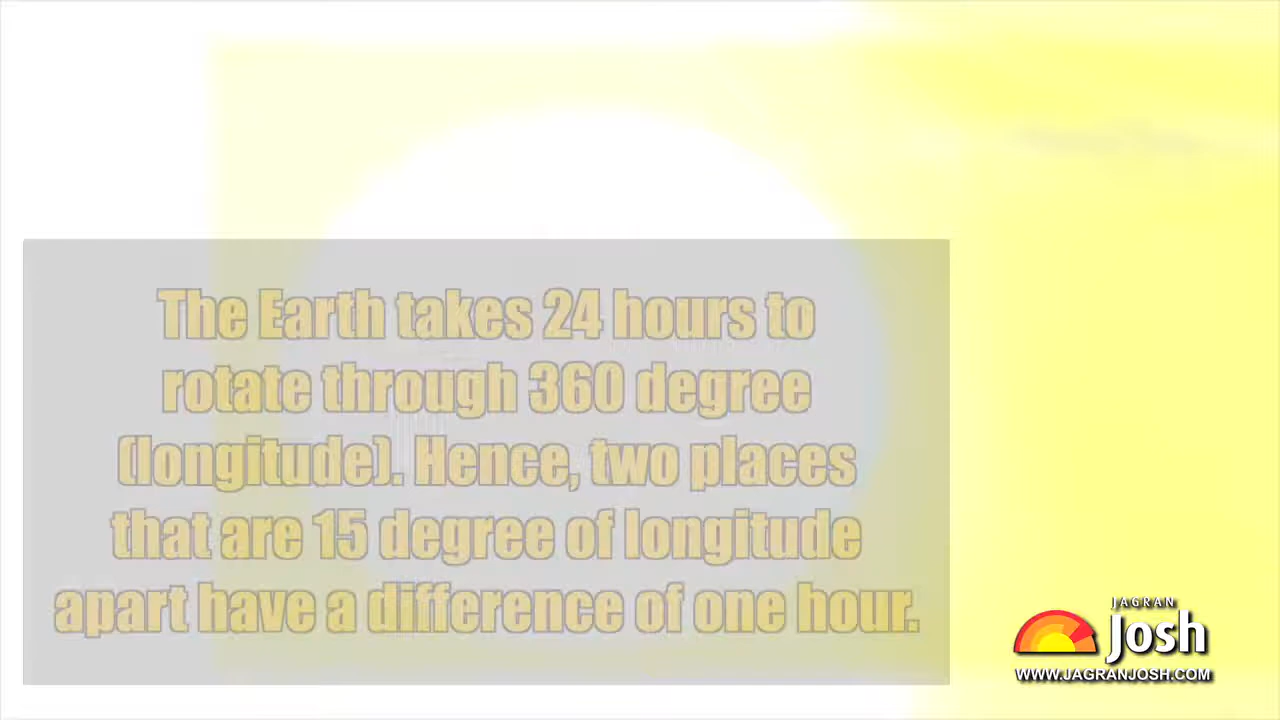 The Earth takes 24 hours to
rotate through 360 degree
(longitude). Hence, two places
that are 15 degree of longitude
apart have a difference of one hour.
JAGRAN
Josh
WWW.JAGRANJOSH.COM